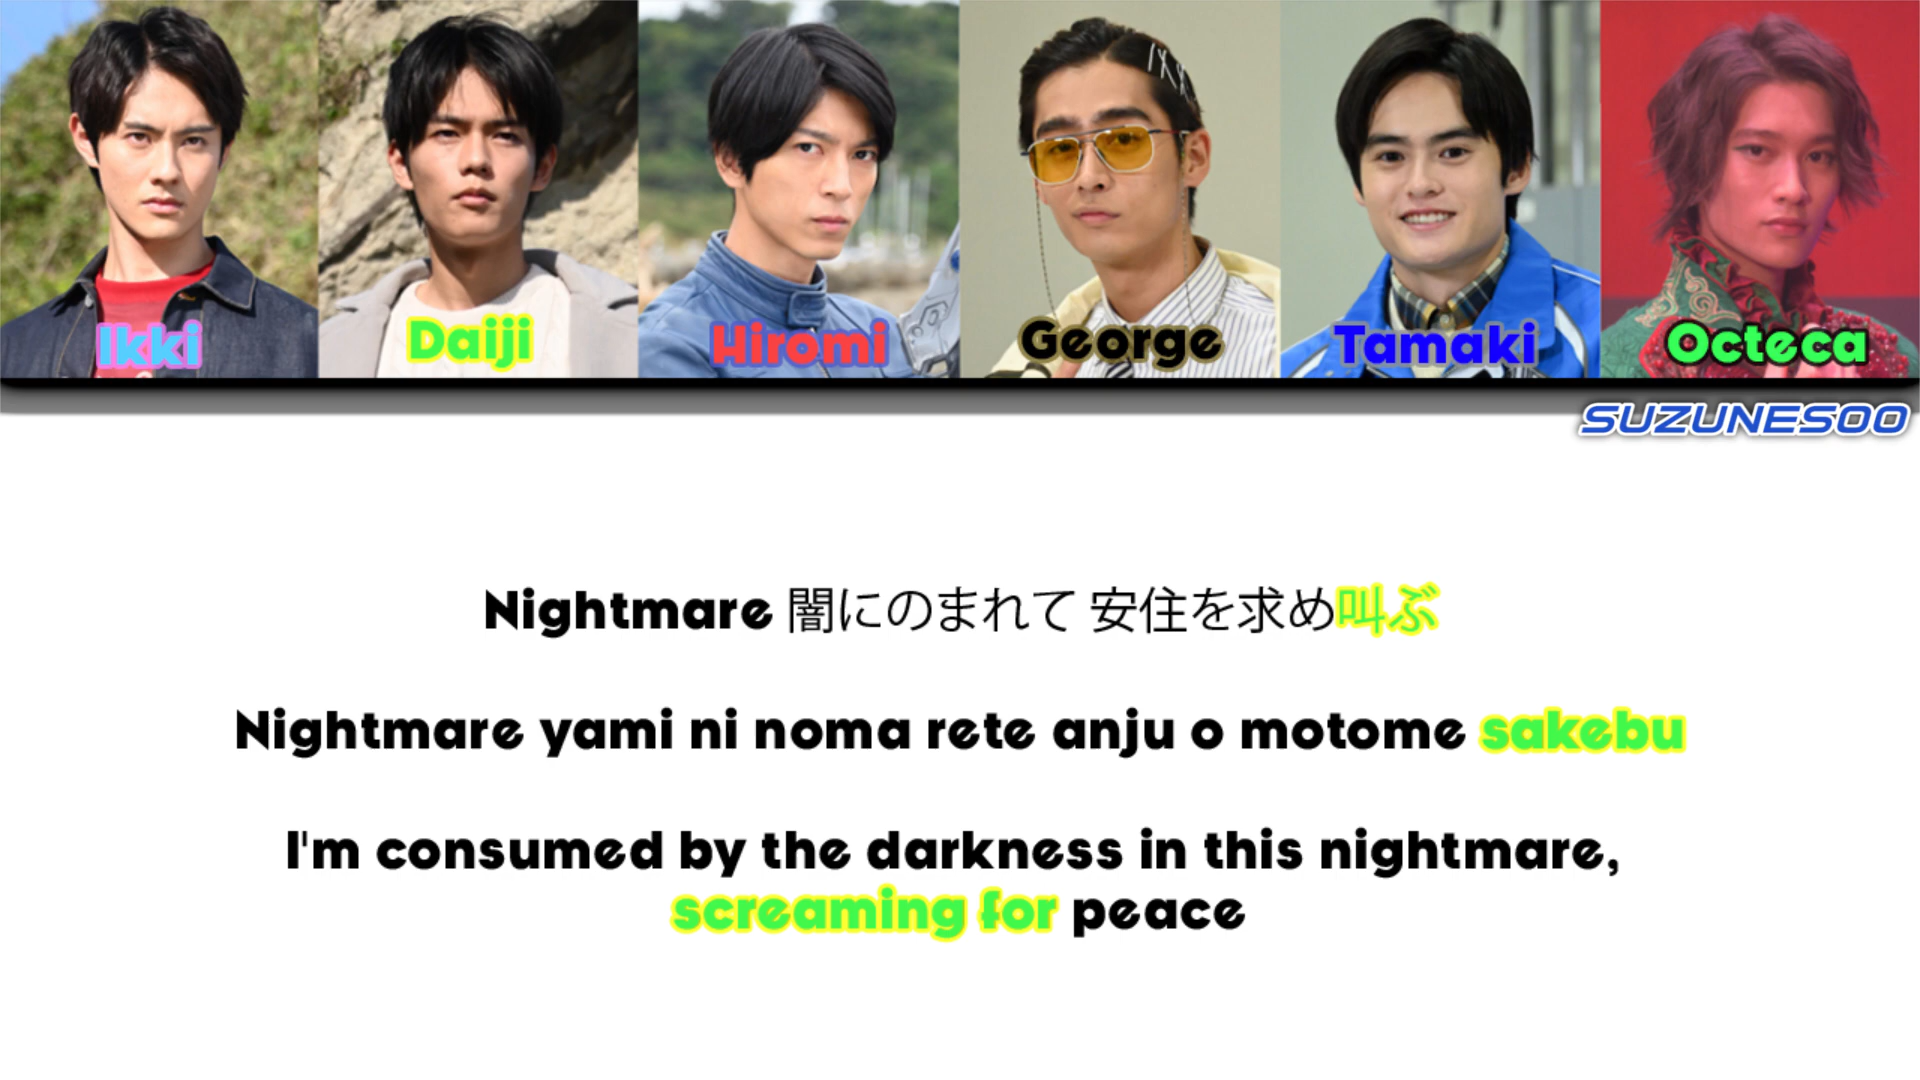 Ikki
Daiji
Hiromi
George
Tamaki
Octeca
SUZUNESOO
Nightmare 闇にのまれて 安住を求め叫ぶ
Nightmare yami ni noma rete anju o motome sakebu
I'm consumed by the darkness in this nightmare,
screaming for peace